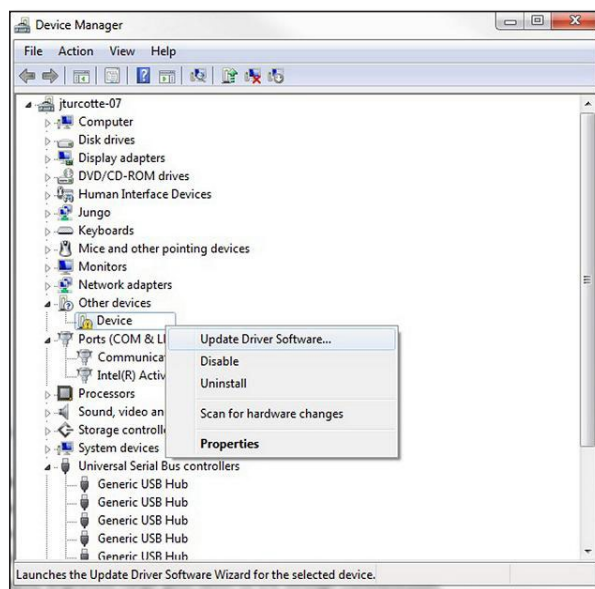 Device Manager
File Action View Help
jturcotte-07
Computer
Disk drives
Display adapters
DVD/CD-ROM drives
Human Interface Devices
Jungo
Keyboards
Mice and other pointing devices
Monitors
Network adapters
Other devices
Device
Update Driver Software...
Ports (COM & L
Disable
Communica
Intel(R) Activ
Uninstall
Processors
Sound, video an
Scan for hardware changes
Storage controlle
System devices
Properties
Universal Serial Bus controllers
Generic USB Hub
Generic USB Hub
Generic USB Hub
Generic USB Hub
Generic USB Hub
Launches the Update Driver Software Wizard for the selected device.